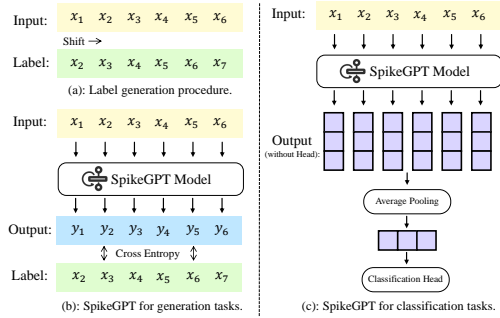 Input: x₁ x₂ x₃ x₄ x₅ x₆
Shift →
Label: x₂ x₃ x₄ x₅ x₆ x₇
(a): Label generation procedure.
Input: x₁ x₂ x₃ x₄ x₅ x₆
SpikeGPT Model
Output: y₁ y₂ y₃ y₄ y₅ y₆
Cross Entropy
Label: x₂ x₃ x₄ x₅ x₆ x₇
(b): SpikeGPT for generation tasks.
Input: x₁ x₂ x₃ x₄ x₅ x₆
SpikeGPT Model
Output
(without Head):
Average Pooling
Classification Head
(c): SpikeGPT for classification tasks.